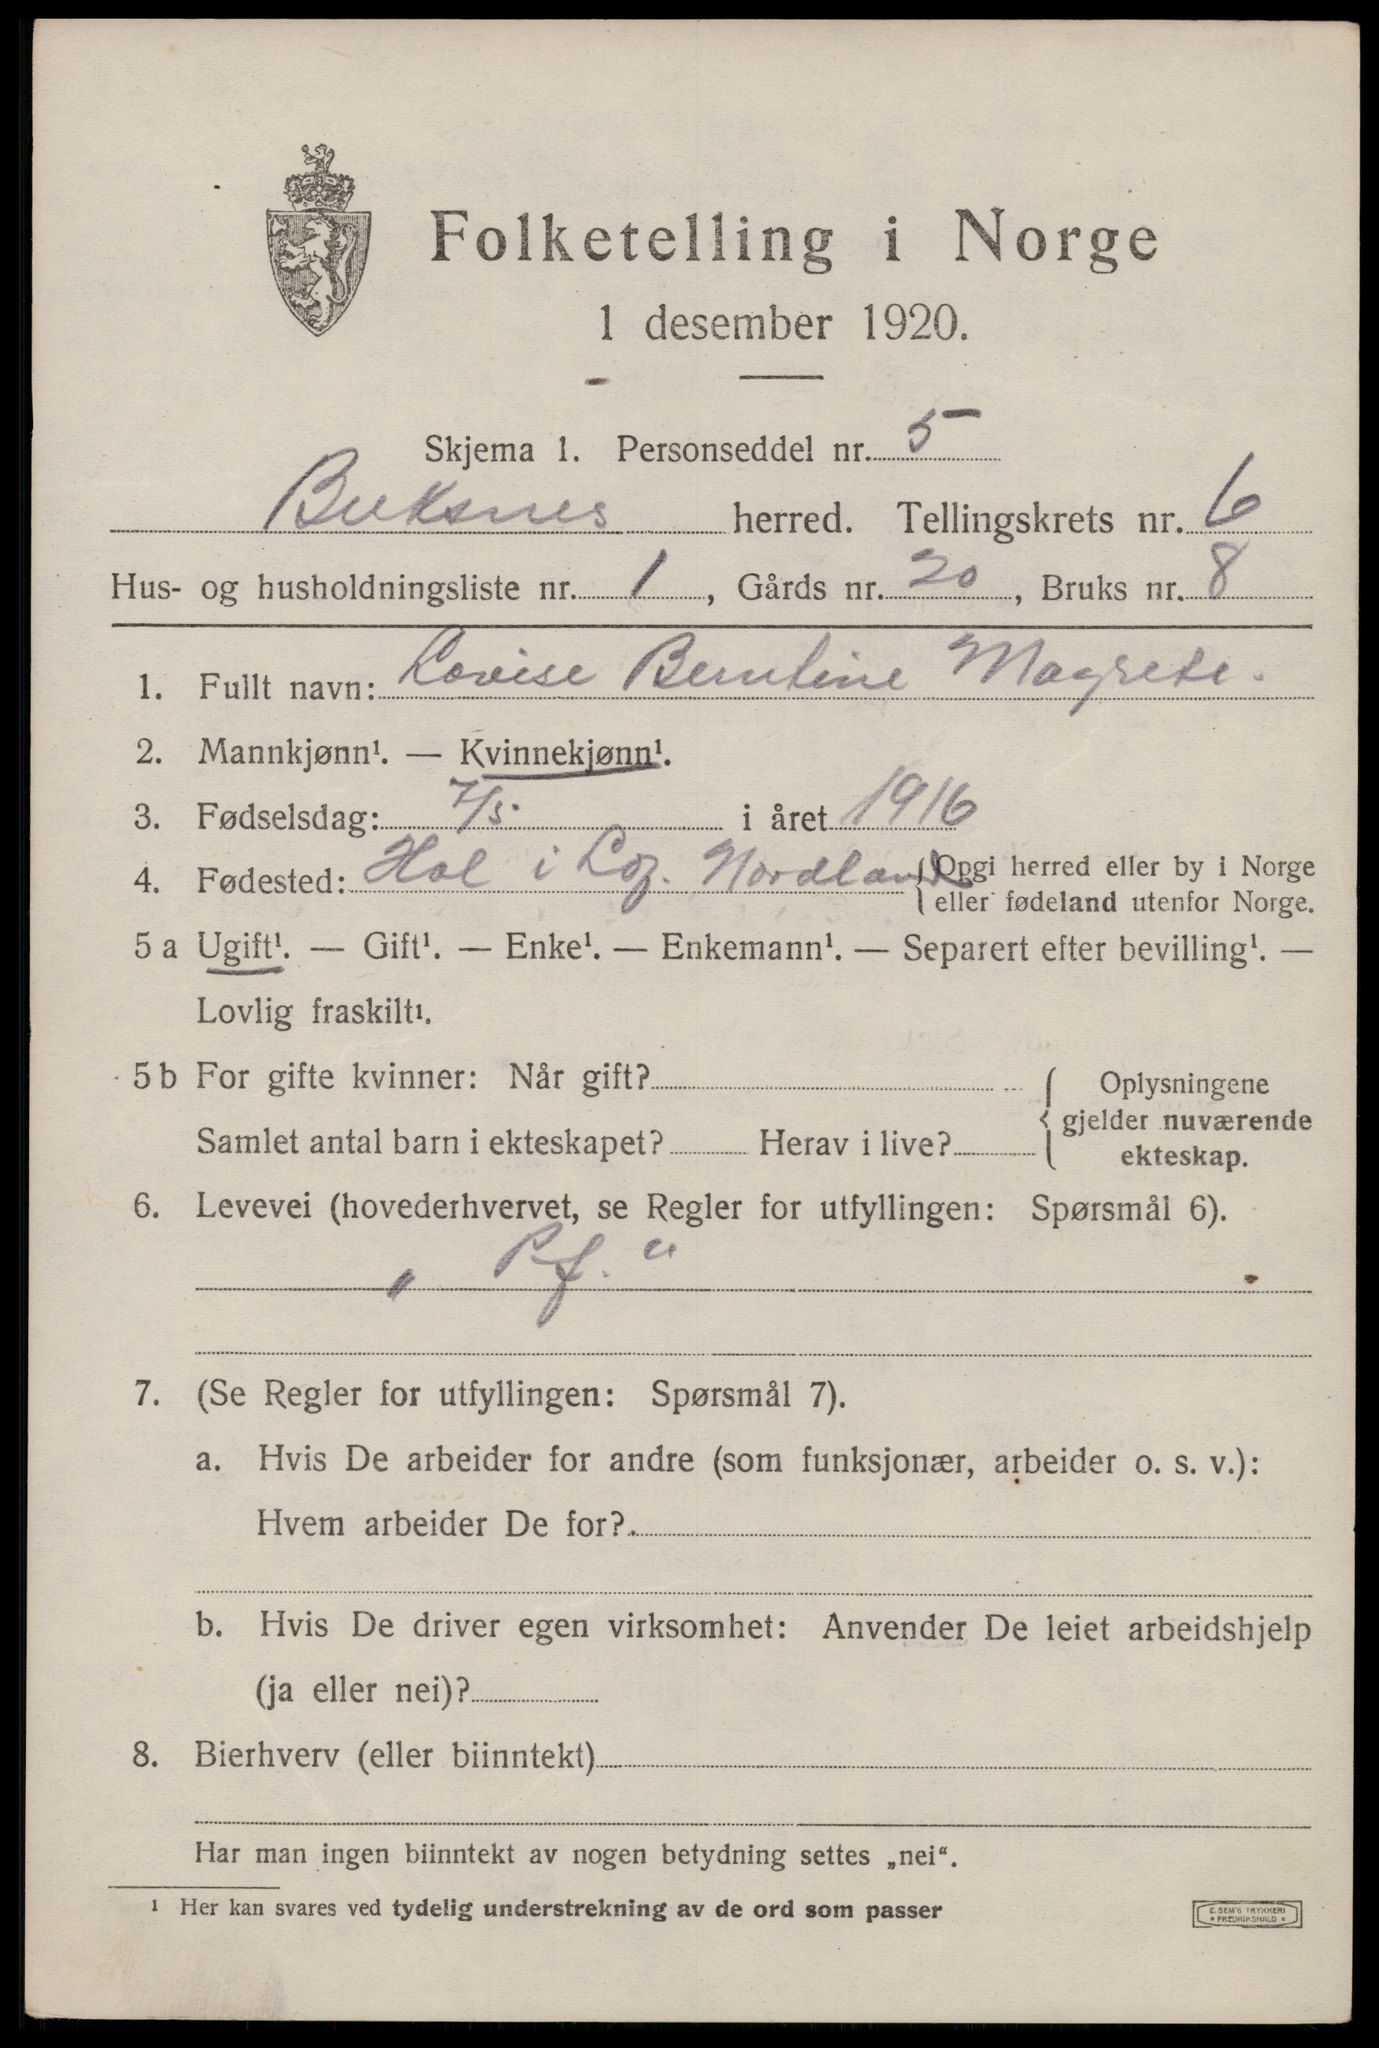 Folketelling i Norge
1 desember 1920.
Skjema 1. Personseddel nr. 5
Buksnes herred. Tellingskrets nr. 6
Hus- og husholdningsliste nr. 1, Gårds nr. 20, Bruks nr. 8
1. Fullt navn: Lovise Berntine Magrete.
2. Mannkjønn¹. — Kvinnekjønn¹.
3. Fødselsdag: 7/5. i året 1916
4. Fødested: Hol i Lof. Nordland {Opgi herred eller by i Norge
eller fødeland utenfor Norge.
5 a Ugift¹. — Gift¹. — Enke¹. — Enkemann¹. — Separert efter bevilling¹. —
Lovlig fraskilt¹.
5 b For gifte kvinner: Når gift? { Oplysningene
gjelder nuværende
Samlet antal barn i ekteskapet? Herav i live?
ekteskap.
6. Levevei (hovederhvervet, se Regler for utfyllingen: Spørsmål 6).
„ Pf. "
7. (Se Regler for utfyllingen: Spørsmål 7).
a. Hvis De arbeider for andre (som funksjonær, arbeider o. s. v.):
Hvem arbeider De for?
b. Hvis De driver egen virksomhet: Anvender De leiet arbeidshjelp
(ja eller nei)?
8. Bierhverv (eller biinntekt)
Har man ingen biinntekt av nogen betydning settes „nei".
¹ Her kan svares ved tydelig understrekning av de ord som passer
E. SEM'S TRYKKERI
* FREDRIKSHALD *